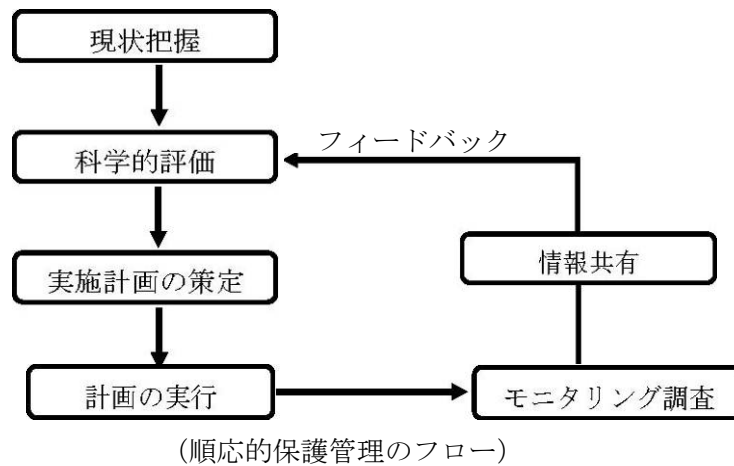 現状把握
フィードバック
科学的評価
実施計画の策定
情報共有
計画の実行
モニタリング調査
（順応的保護管理のフロー）